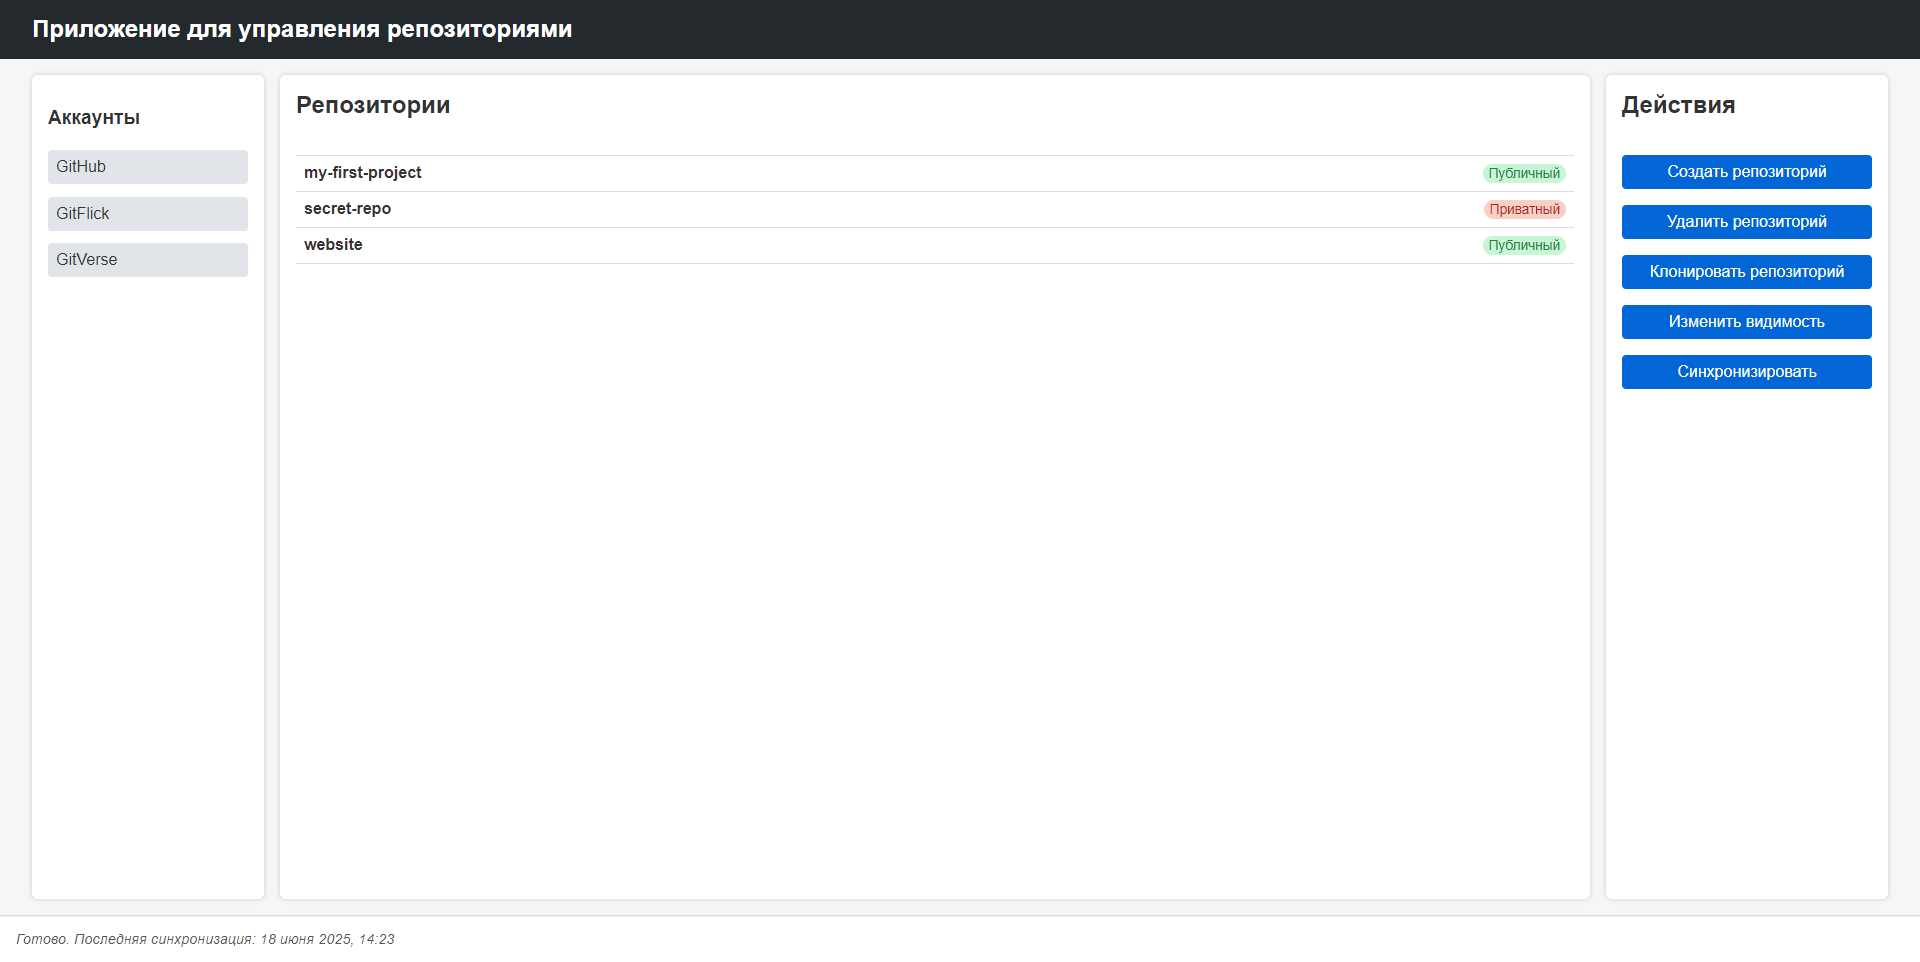 Приложение для управления репозиториями
Аккаунты
GitHub
GitFlick
GitVerse
Репозитории
my-first-project Публичный
secret-repo Приватный
website Публичный
Действия
Создать репозиторий
Удалить репозиторий
Клонировать репозиторий
Изменить видимость
Синхронизировать
Готово. Последняя синхронизация: 18 июня 2025, 14:23